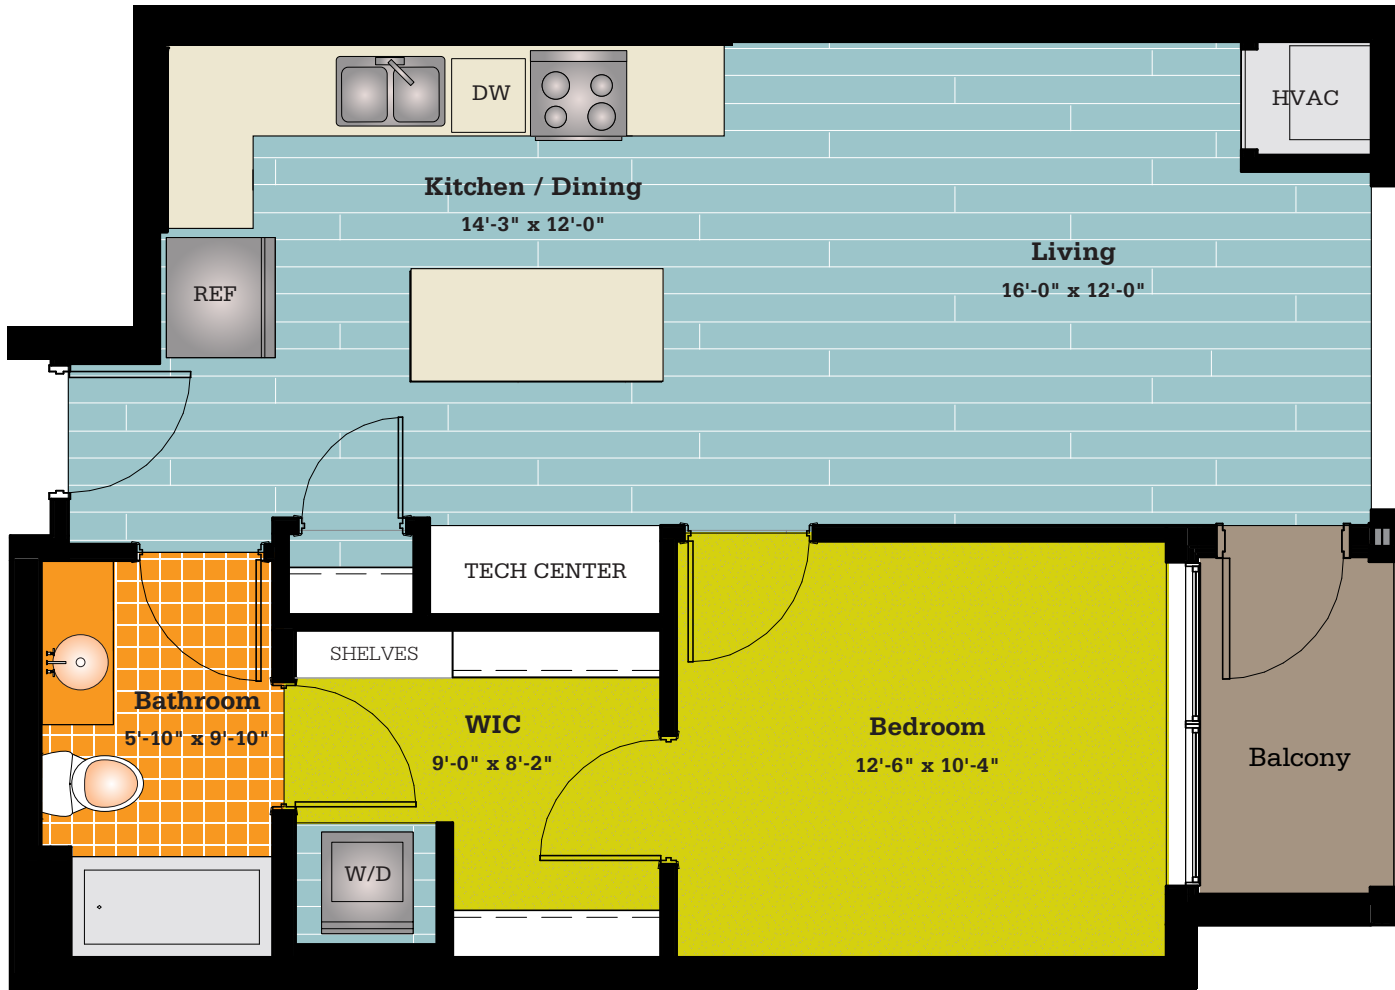 DW
HVAC
Kitchen / Dining
14'-3" x 12'-0"
Living
16'-0" x 12'-0"
REF
TECH CENTER
SHELVES
Bathroom
5'-10" x 9'-10"
WIC
9'-0" x 8'-2"
Bedroom
12'-6" x 10'-4"
Balcony
W/D